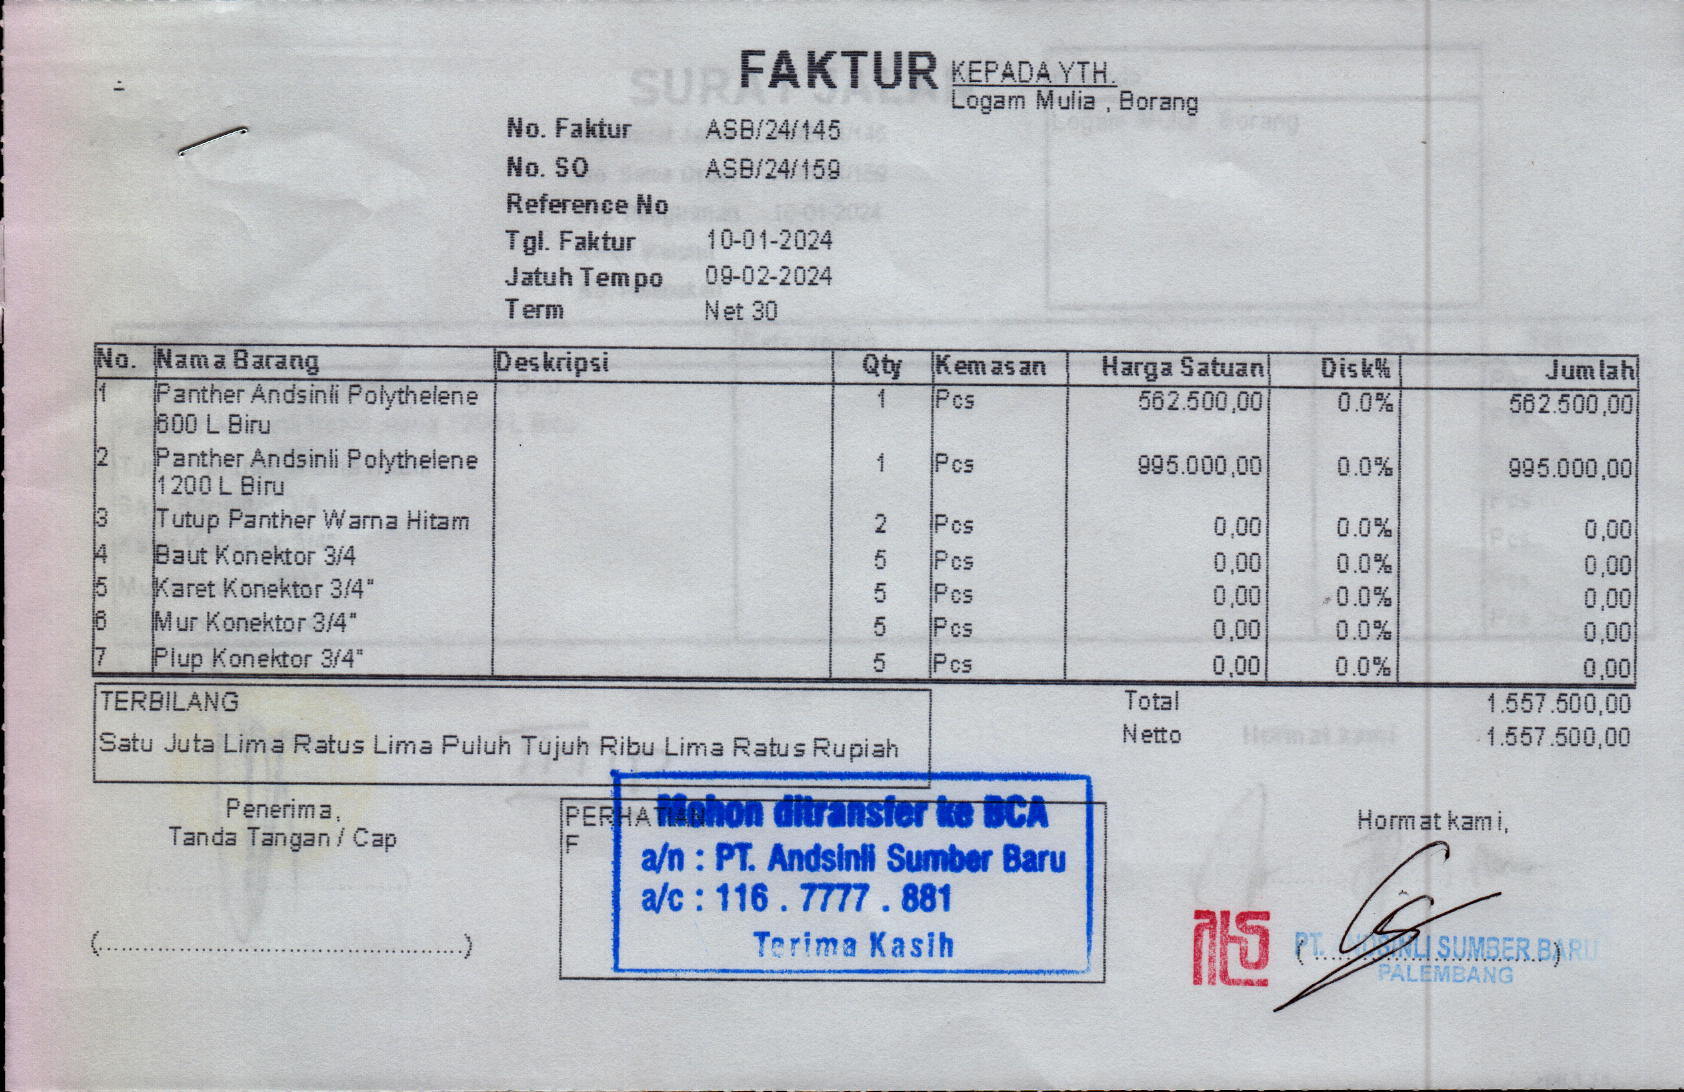 FAKTUR
KEPADA YTH.
Logam Mulia , Borang
No. Faktur ASB/24/145
No. SO ASB/24/159
Reference No
Tgl. Faktur 10-01-2024
Jatuh Tempo 09-02-2024
Term Net 30
No. Nama Barang Deskripsi Qty Kemasan Harga Satuan Disk% Jumlah
1 Panther Andsinli Polythelene 1 Pcs 562.500,00 0.0% 562.500,00
600 L Biru
2 Panther Andsinli Polythelene 1 Pcs 995.000,00 0.0% 995.000,00
1200 L Biru
3 Tutup Panther Warna Hitam 2 Pcs 0,00 0.0% 0,00
4 Baut Konektor 3/4 5 Pcs 0,00 0.0% 0,00
5 Karet Konektor 3/4" 5 Pcs 0,00 0.0% 0,00
6 Mur Konektor 3/4" 5 Pcs 0,00 0.0% 0,00
7 Plup Konektor 3/4" 5 Pcs 0,00 0.0% 0,00
TERBILANG
Satu Juta Lima Ratus Lima Puluh Tujuh Ribu Lima Ratus Rupiah
Total 1.557.500,00
Netto 1.557.500,00
Penerima,
Tanda Tangan / Cap
(..........................................................)
PERHATIAN
F
Mohon ditransfer ke BCA
a/n : PT. Andsinli Sumber Baru
a/c : 116 . 7777 . 881
Terima Kasih
Hormat kami,
PT. ANDSINLI SUMBER BARU
PALEMBANG